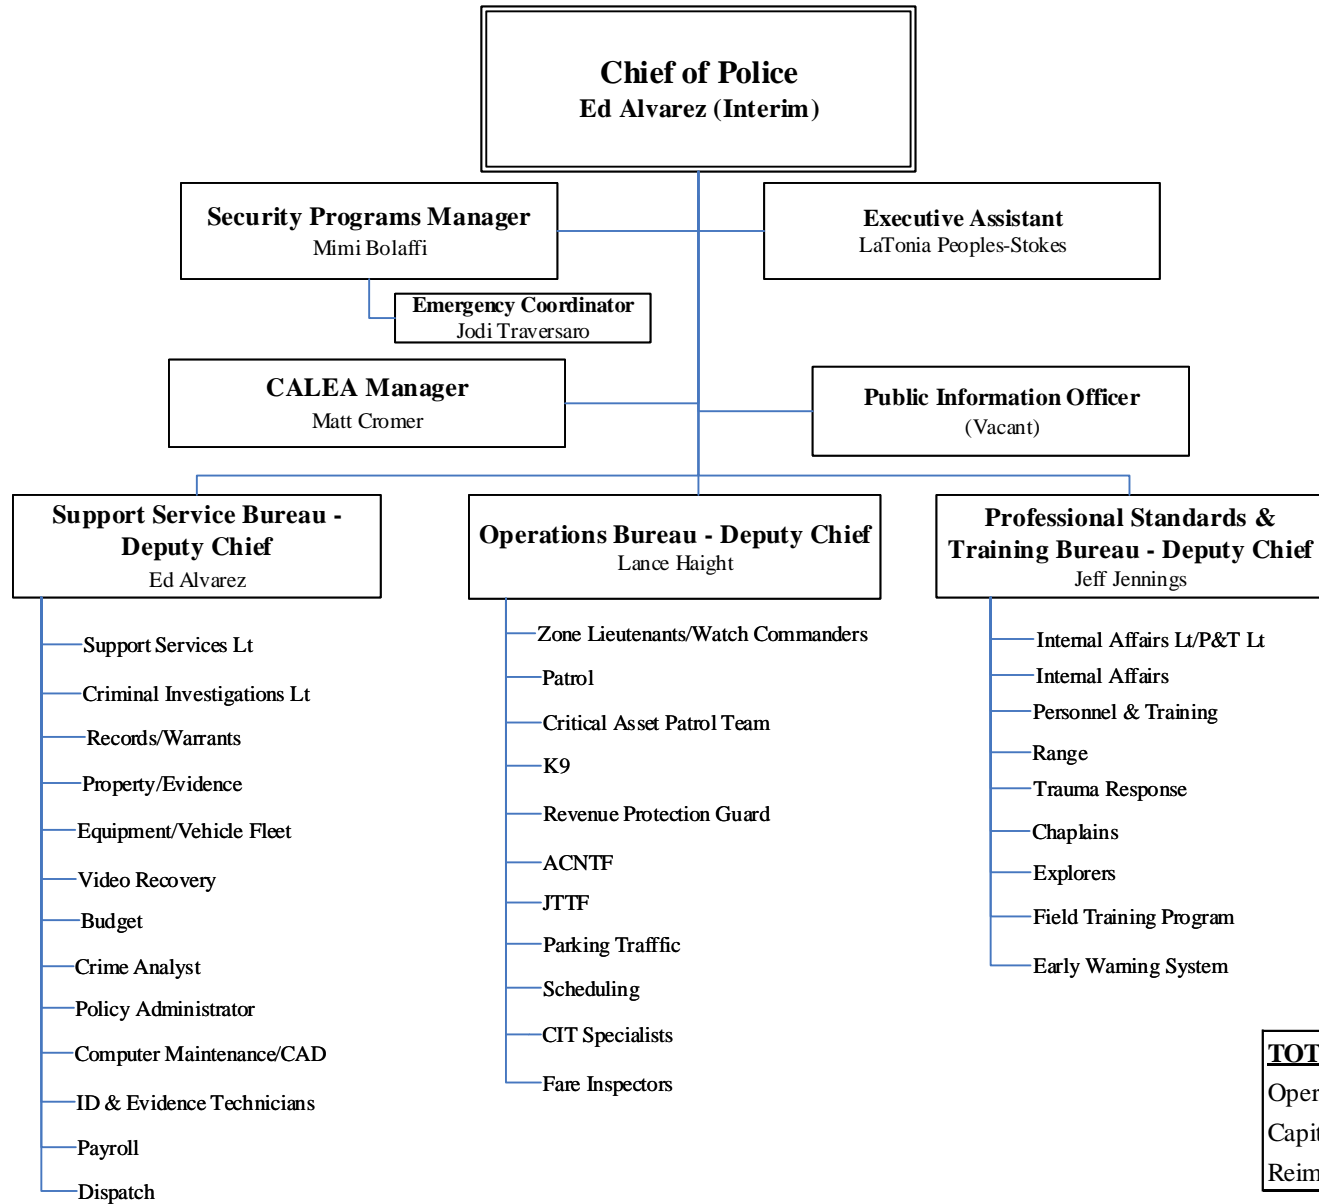 Chief of Police
Ed Alvarez (Interim)
Security Programs Manager
Mimi Bolaffi
Executive Assistant
LaTonia Peoples-Stokes
Emergency Coordinator
Jodi Traversaro
CALEA Manager
Matt Cromer
Public Information Officer
(Vacant)
Support Service Bureau -
Deputy Chief
Ed Alvarez
Support Services Lt
Criminal Investigations Lt
Records/Warrants
Property/Evidence
Equipment/Vehicle Fleet
Video Recovery
Budget
Crime Analyst
Policy Administrator
Computer Maintenance/CAD
ID & Evidence Technicians
Payroll
Dispatch
Operations Bureau - Deputy Chief
Lance Haight
Zone Lieutenants/Watch Commanders
Patrol
Critical Asset Patrol Team
K9
Revenue Protection Guard
ACNTF
JTTF
Parking Trafffic
Scheduling
CIT Specialists
Fare Inspectors
Professional Standards &
Training Bureau - Deputy Chief
Jeff Jennings
Internal Affairs Lt/P&T Lt
Internal Affairs
Personnel & Training
Range
Trauma Response
Chaplains
Explorers
Field Training Program
Early Warning System
TOT
Oper
Capit
Reim